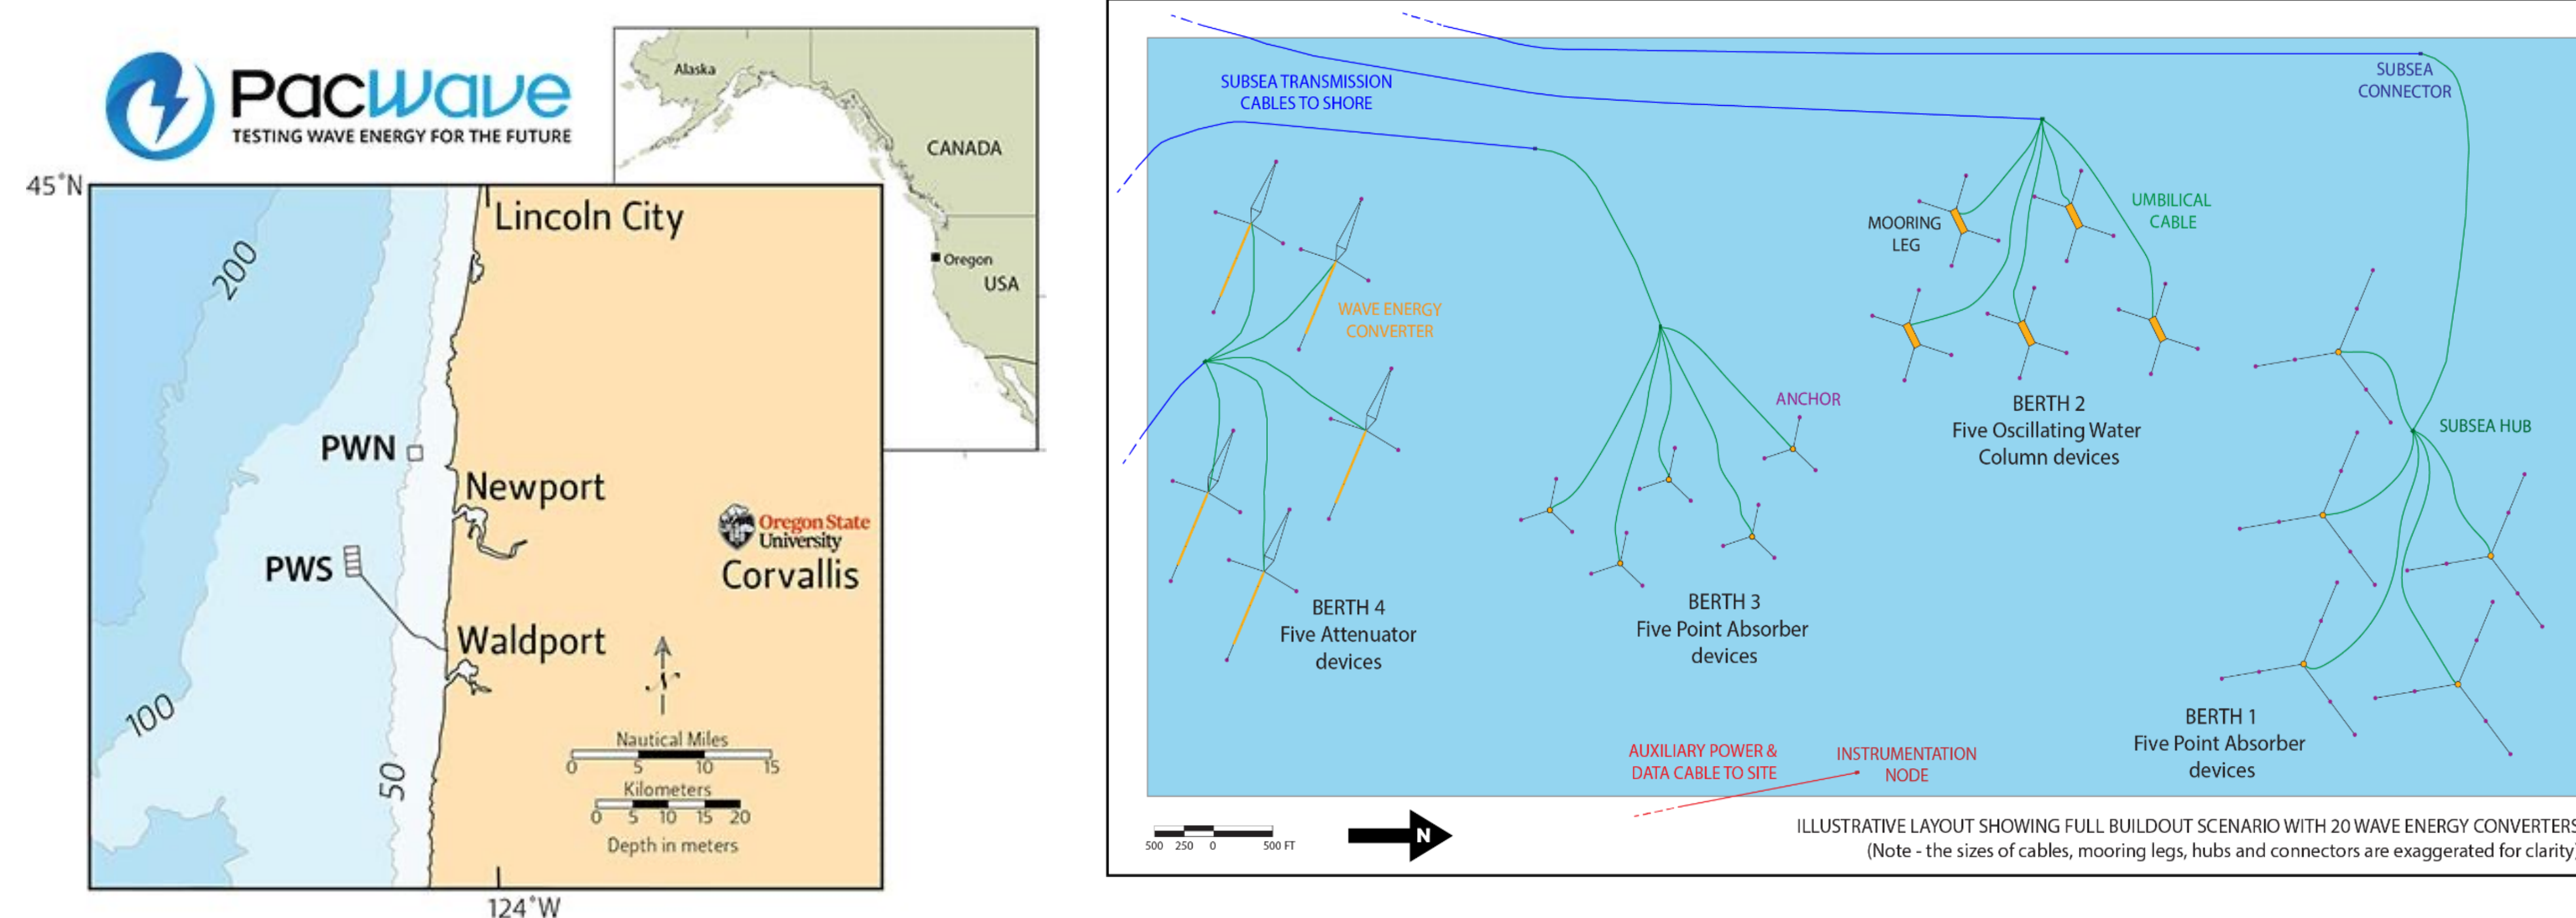 PacWave
TESTING WAVE ENERGY FOR THE FUTURE
Alaska
CANADA
Oregon
USA
45°N
Lincoln City
200
PWN
Newport
PWS
Oregon State
University
Corvallis
Waldport
100
50
N
Nautical Miles
0 5 10 15
Kilometers
0 5 10 15 20
Depth in meters
124°W
SUBSEA TRANSMISSION
CABLES TO SHORE
SUBSEA
CONNECTOR
MOORING
LEG
UMBILICAL
CABLE
WAVE ENERGY
CONVERTER
ANCHOR
BERTH 2
Five Oscillating Water
Column devices
SUBSEA HUB
BERTH 4
Five Attenuator
devices
BERTH 3
Five Point Absorber
devices
BERTH 1
Five Point Absorber
devices
AUXILIARY POWER &
DATA CABLE TO SITE
INSTRUMENTATION
NODE
500 250 0 500 FT
N
ILLUSTRATIVE LAYOUT SHOWING FULL BUILDOUT SCENARIO WITH 20 WAVE ENERGY CONVERTERS
(Note - the sizes of cables, mooring legs, hubs and connectors are exaggerated for clarity)